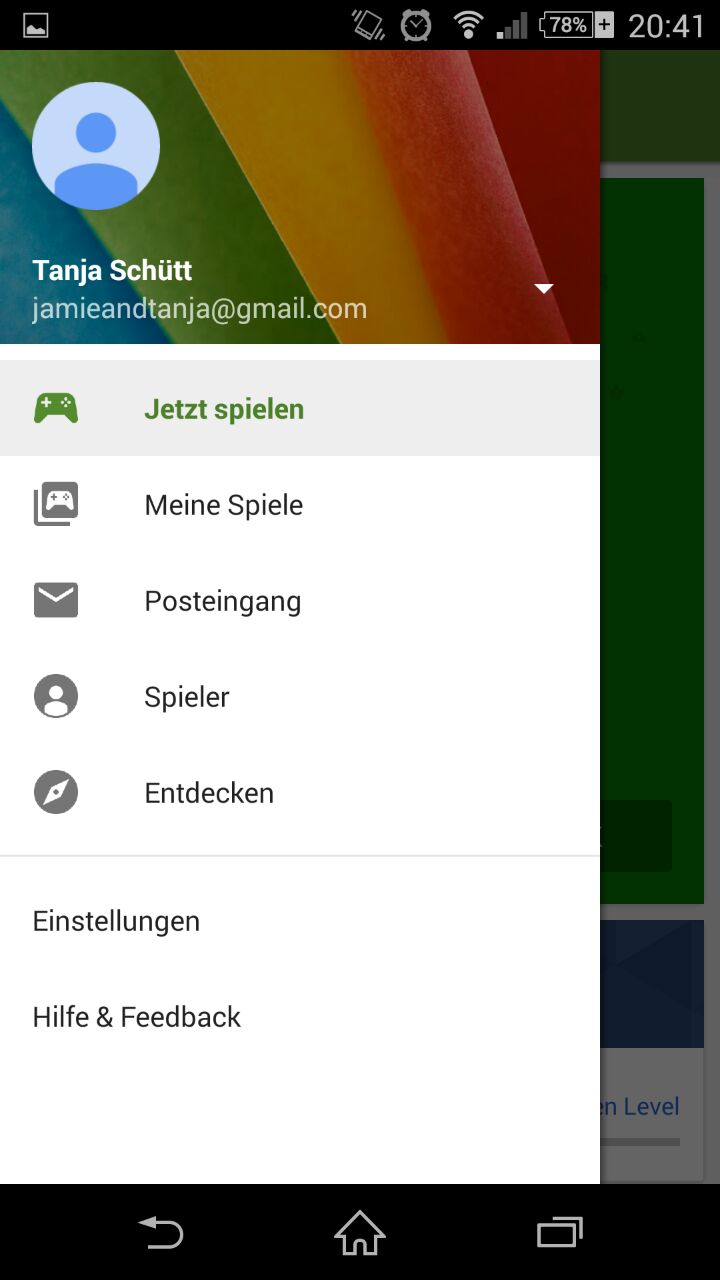 78%
20:41
Tanja Schütt
jamieandtanja@gmail.com
Jetzt spielen
Meine Spiele
Posteingang
Spieler
Entdecken
Einstellungen
Hilfe & Feedback
en Level